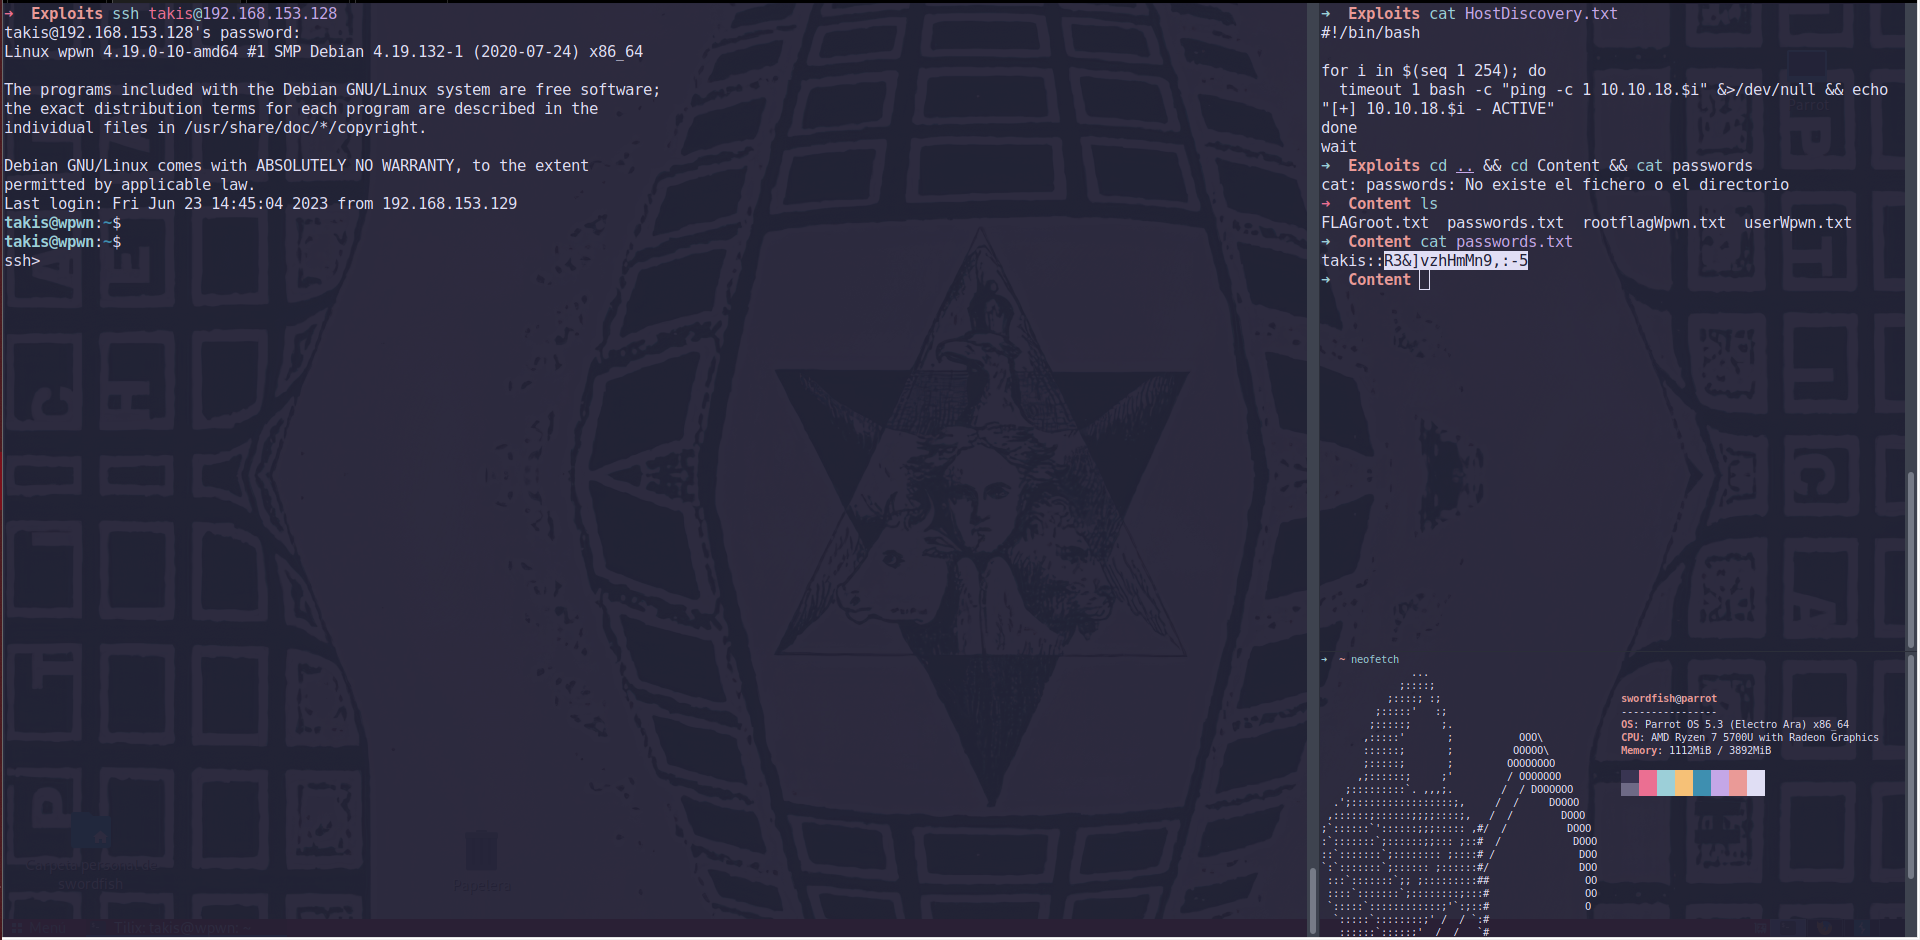 ➜  Exploits ssh takis@192.168.153.128
takis@192.168.153.128's password:
Linux wpwn 4.19.0-10-amd64 #1 SMP Debian 4.19.132-1 (2020-07-24) x86_64
The programs included with the Debian GNU/Linux system are free software;
the exact distribution terms for each program are described in the
individual files in /usr/share/doc/*/copyright.
Debian GNU/Linux comes with ABSOLUTELY NO WARRANTY, to the extent
permitted by applicable law.
Last login: Fri Jun 23 14:45:04 2023 from 192.168.153.129
takis@wpwn:~$
takis@wpwn:~$
ssh>
➜  Exploits cat HostDiscovery.txt
#!/bin/bash
for i in $(seq 1 254); do
  timeout 1 bash -c "ping -c 1 10.10.18.$i" &>/dev/null && echo
"[+] 10.10.18.$i - ACTIVE"
done
wait
➜  Exploits cd .. && cd Content && cat passwords
cat: passwords: No existe el fichero o el directorio
➜  Content ls
FLAGroot.txt  passwords.txt  rootflagWpwn.txt  userWpwn.txt
➜  Content cat passwords.txt
takis::R3&]vzhHmMn9,:-5
➜  Content
➜  ~ neofetch
swordfish@parrot
----------------
OS: Parrot OS 5.3 (Electro Ara) x86_64
CPU: AMD Ryzen 7 5700U with Radeon Graphics
Memory: 1112MiB / 3892MiB
swordfish
Papelera
Menú
Tilix: takis@wpwn: ~